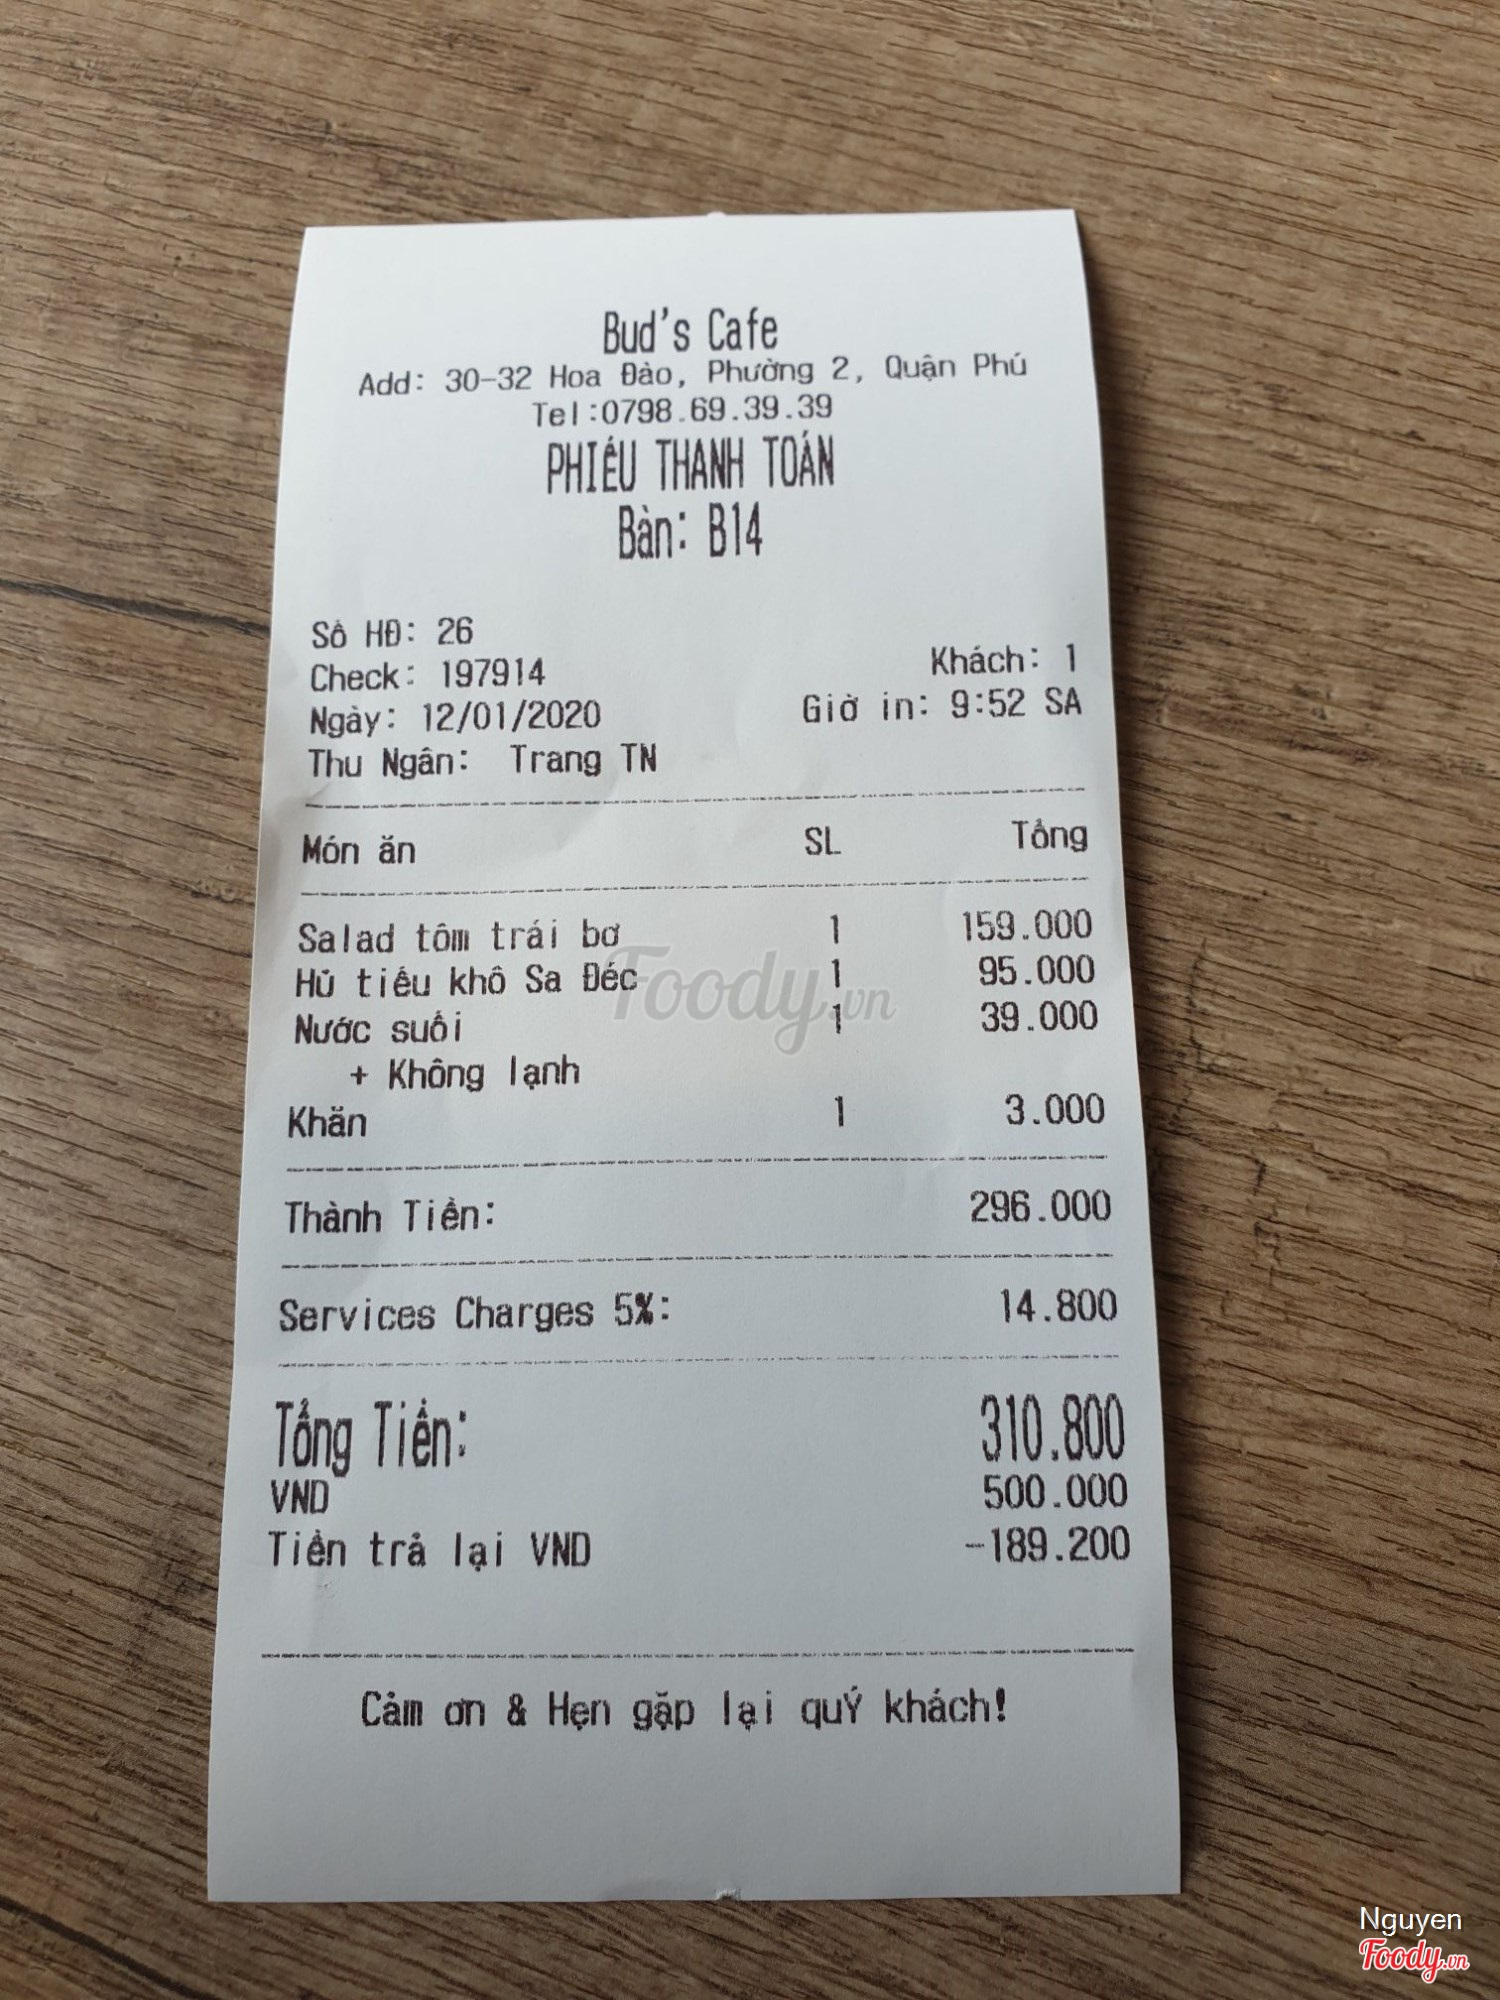 Bud's Cafe
Add: 30-32 Hoa Đào, Phường 2, Quận Phú
Tel:0798.69.39.39
PHIẾU THANH TOÁN
Bàn: B14
Số HĐ: 26
Check: 197914 Khách: 1
Ngày: 12/01/2020 Giờ in: 9:52 SA
Thu Ngân: Trang TN
Món ăn SL Tổng
Salad tôm trái bơ 1 159.000
Hủ tiếu khô Sa Đéc 1 95.000
Nước suối 1 39.000
+ Không lạnh
Khăn 1 3.000
Thành Tiền: 296.000
Services Charges 5%: 14.800
Tổng Tiền: 310.800
VND 500.000
Tiền trả lại VND -189.200
Cảm ơn & Hẹn gặp lại quý khách!
Foody.vn
Nguyen
Foody.vn